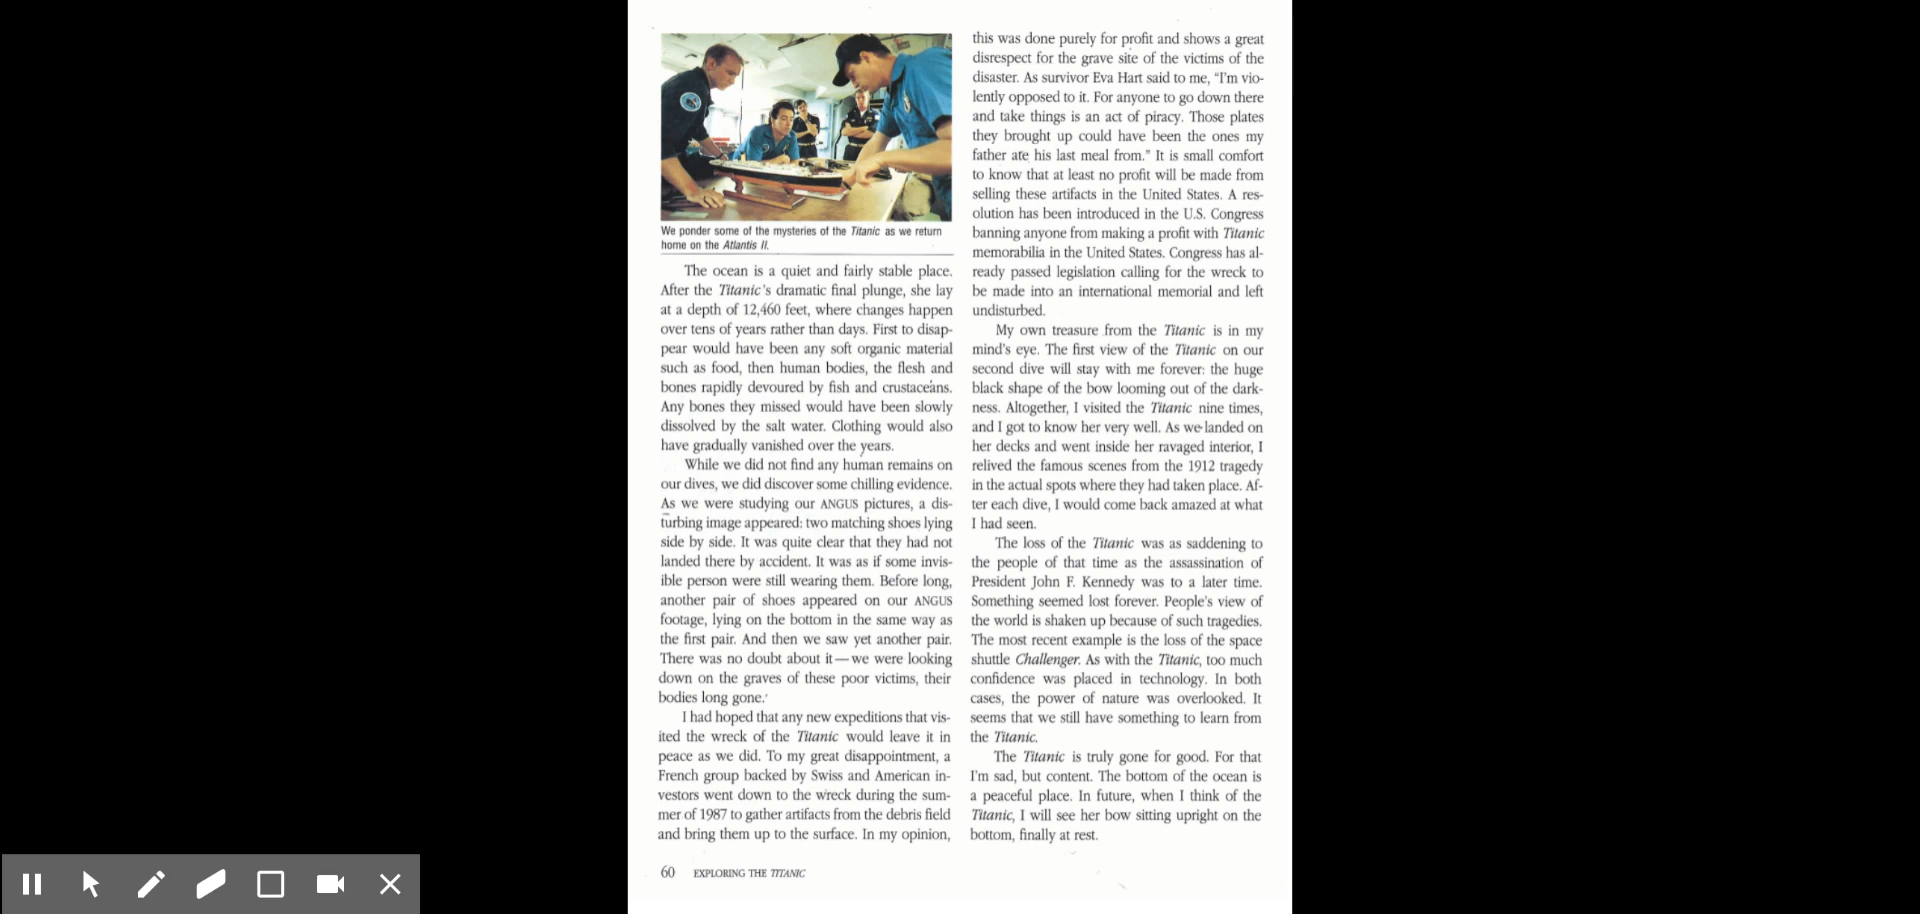 We ponder some of the mysteries of the Titanic as we return
home on the Atlantis II.
The ocean is a quiet and fairly stable place.
After the Titanic's dramatic final plunge, she lay
at a depth of 12,460 feet, where changes happen
over tens of years rather than days. First to disap-
pear would have been any soft organic material
such as food, then human bodies, the flesh and
bones rapidly devoured by fish and crustaceans.
Any bones they missed would have been slowly
dissolved by the salt water. Clothing would also
have gradually vanished over the years.
While we did not find any human remains on
our dives, we did discover some chilling evidence.
As we were studying our ANGUS pictures, a dis-
turbing image appeared: two matching shoes lying
side by side. It was quite clear that they had not
landed there by accident. It was as if some invis-
ible person were still wearing them. Before long,
another pair of shoes appeared on our ANGUS
footage, lying on the bottom in the same way as
the first pair. And then we saw yet another pair.
There was no doubt about it—we were looking
down on the graves of these poor victims, their
bodies long gone.
I had hoped that any new expeditions that vis-
ited the wreck of the Titanic would leave it in
peace as we did. To my great disappointment, a
French group backed by Swiss and American in-
vestors went down to the wreck during the sum-
mer of 1987 to gather artifacts from the debris field
and bring them up to the surface. In my opinion,
this was done purely for profit and shows a great
disrespect for the grave site of the victims of the
disaster. As survivor Eva Hart said to me, "I'm vio-
lently opposed to it. For anyone to go down there
and take things is an act of piracy. Those plates
they brought up could have been the ones my
father ate his last meal from." It is small comfort
to know that at least no profit will be made from
selling these artifacts in the United States. A res-
olution has been introduced in the U.S. Congress
banning anyone from making a profit with Titanic
memorabilia in the United States. Congress has al-
ready passed legislation calling for the wreck to
be made into an international memorial and left
undisturbed.
My own treasure from the Titanic is in my
mind's eye. The first view of the Titanic on our
second dive will stay with me forever: the huge
black shape of the bow looming out of the dark-
ness. Altogether, I visited the Titanic nine times,
and I got to know her very well. As we landed on
her decks and went inside her ravaged interior, I
relived the famous scenes from the 1912 tragedy
in the actual spots where they had taken place. Af-
ter each dive, I would come back amazed at what
I had seen.
The loss of the Titanic was as saddening to
the people of that time as the assassination of
President John F. Kennedy was to a later time.
Something seemed lost forever. People's view of
the world is shaken up because of such tragedies.
The most recent example is the loss of the space
shuttle Challenger. As with the Titanic, too much
confidence was placed in technology. In both
cases, the power of nature was overlooked. It
seems that we still have something to learn from
the Titanic.
The Titanic is truly gone for good. For that
I'm sad, but content. The bottom of the ocean is
a peaceful place. In future, when I think of the
Titanic, I will see her bow sitting upright on the
bottom, finally at rest.
60 EXPLORING THE TITANIC